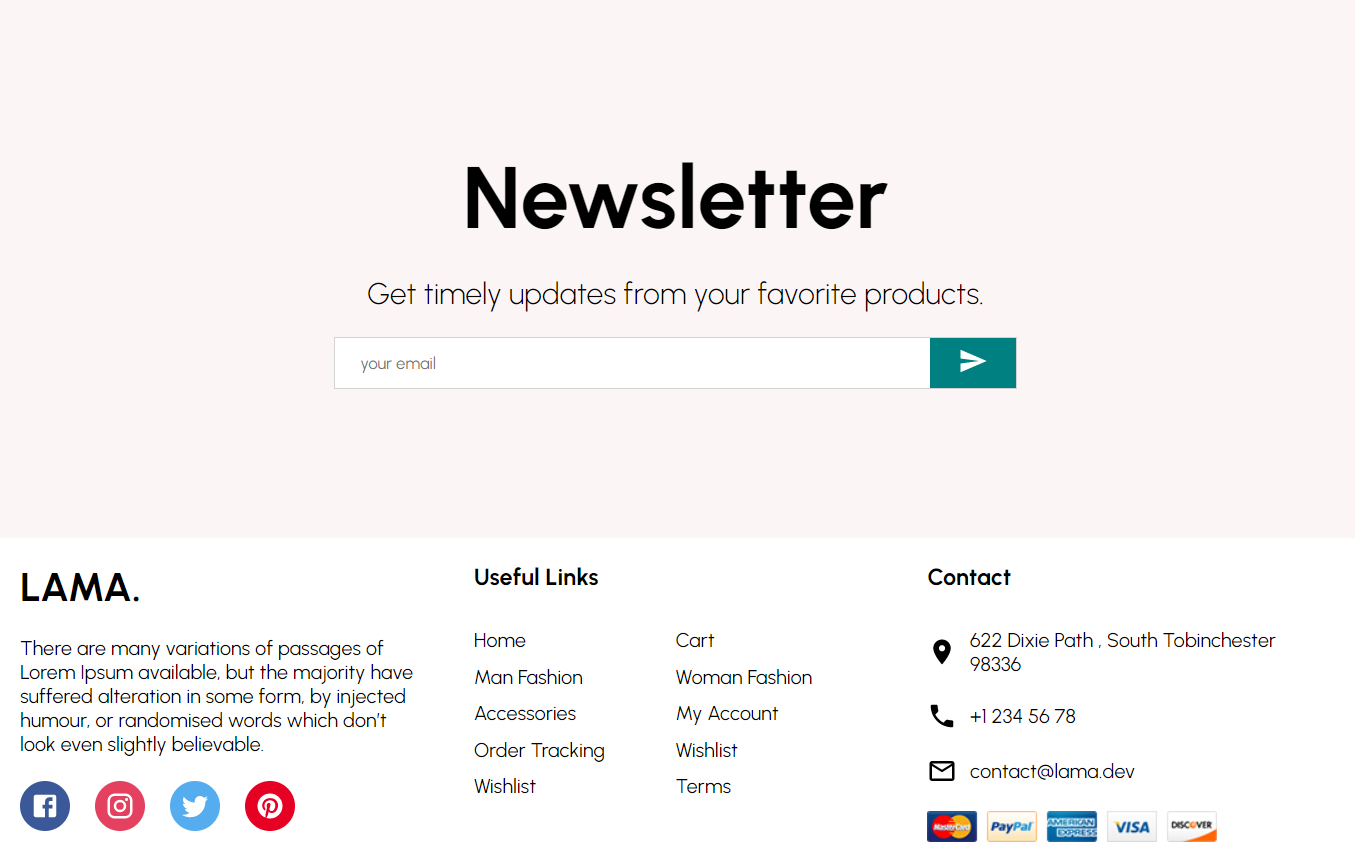 Newsletter
Get timely updates from your favorite products.
your email
LAMA.
There are many variations of passages of
Lorem Ipsum available, but the majority have
suffered alteration in some form, by injected
humour, or randomised words which don't
look even slightly believable.
Useful Links
Home
Cart
Man Fashion
Woman Fashion
Accessories
My Account
Order Tracking
Wishlist
Wishlist
Terms
Contact
622 Dixie Path , South Tobinchester
98336
+1 234 56 78
contact@lama.dev
MasterCard
PayPal
AMERICAN
EXPRESS
VISA
DISCOVER